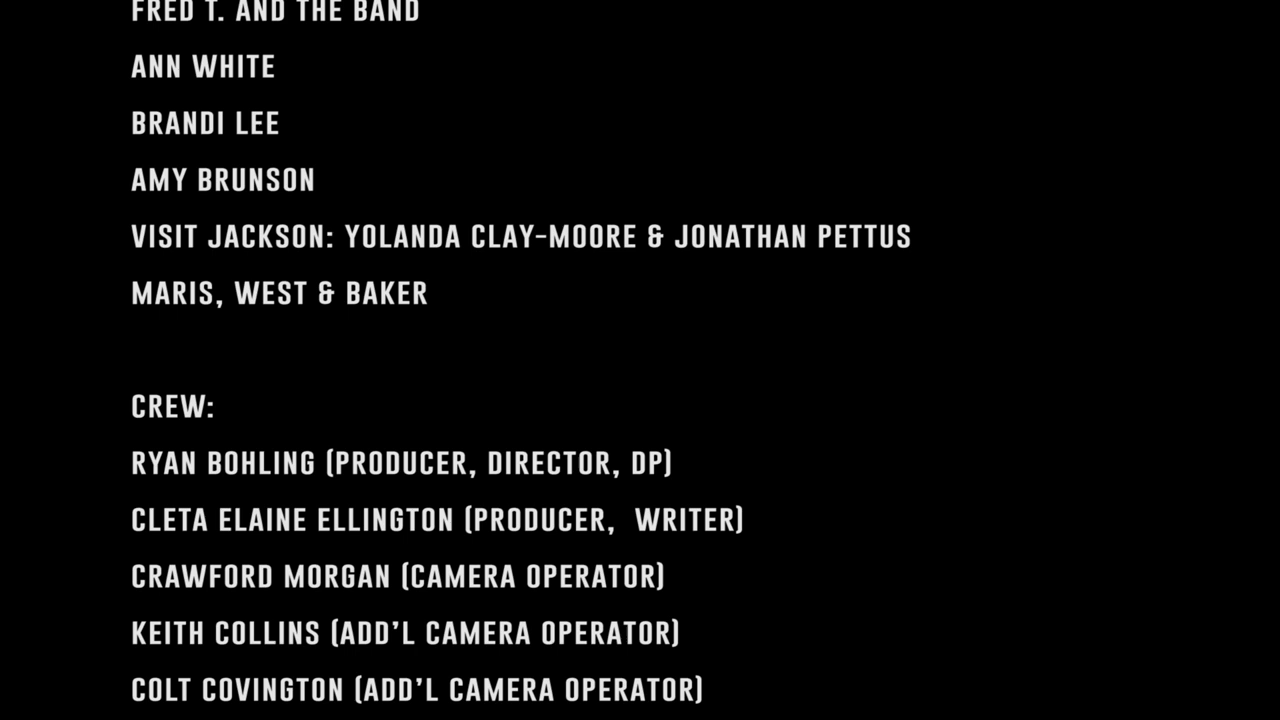 FRED T. AND THE BAND
ANN WHITE
BRANDI LEE
AMY BRUNSON
VISIT JACKSON: YOLANDA CLAY-MOORE & JONATHAN PETTUS
MARIS, WEST & BAKER
CREW:
RYAN BOHLING (PRODUCER, DIRECTOR, DP)
CLETA ELAINE ELLINGTON (PRODUCER,  WRITER)
CRAWFORD MORGAN (CAMERA OPERATOR)
KEITH COLLINS (ADD’L CAMERA OPERATOR)
COLT COVINGTON (ADD’L CAMERA OPERATOR)